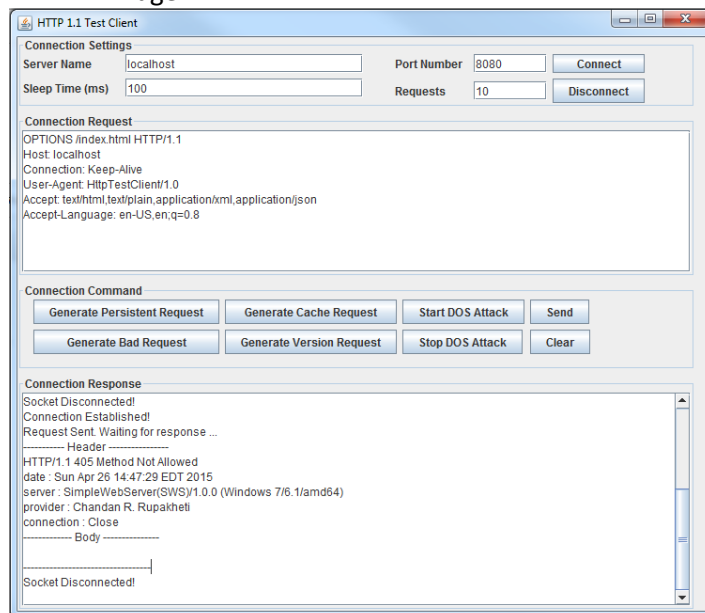 HTTP 1.1 Test Client
Connection Settings
Server Name localhost Port Number 8080 Connect
Sleep Time (ms) 100 Requests 10 Disconnect
Connection Request
OPTIONS /index.html HTTP/1.1
Host: localhost
Connection: Keep-Alive
User-Agent: HttpTestClient/1.0
Accept: text/html,text/plain,application/xml,application/json
Accept-Language: en-US,en;q=0.8
Connection Command
Generate Persistent Request Generate Cache Request Start DOS Attack Send
Generate Bad Request Generate Version Request Stop DOS Attack Clear
Connection Response
Socket Disconnected!
Connection Established!
Request Sent. Waiting for response ...
----------- Header ----------------
HTTP/1.1 405 Method Not Allowed
date : Sun Apr 26 14:47:29 EDT 2015
server : SimpleWebServer(SWS)/1.0.0 (Windows 7/6.1/amd64)
provider : Chandan R. Rupakheti
connection : Close
------------- Body ---------------
----------------------------------
Socket Disconnected!